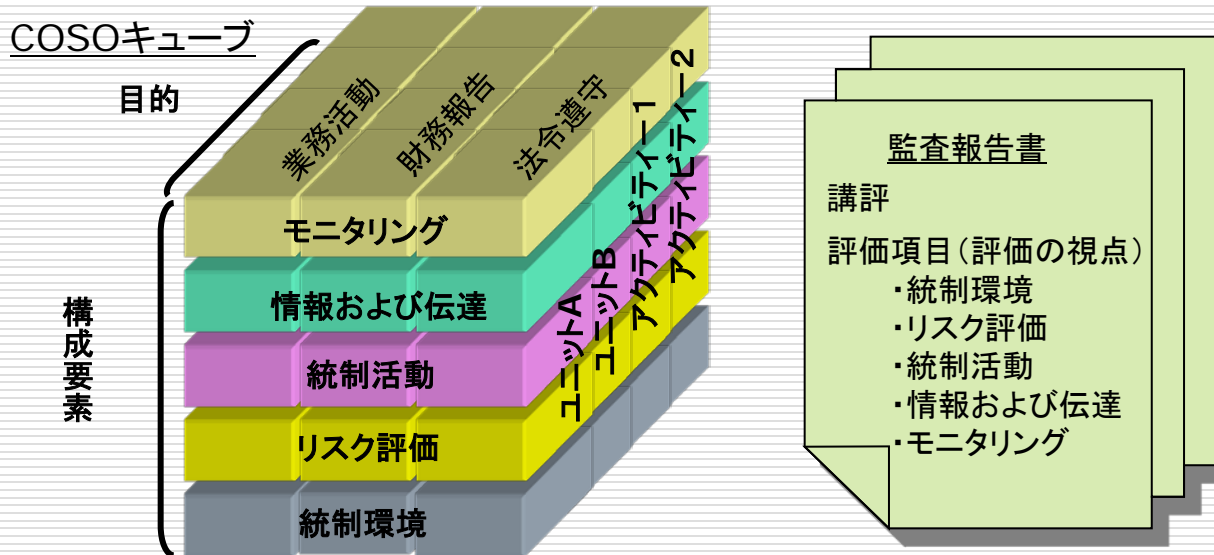 COSOキューブ
目的
業務活動
財務報告
法令遵守
構成要素
モニタリング
情報および伝達
統制活動
リスク評価
統制環境
ユニットA
ユニットB
アクティビティー1
アクティビティー2
監査報告書
講評
評価項目(評価の視点)
・統制環境
・リスク評価
・統制活動
・情報および伝達
・モニタリング